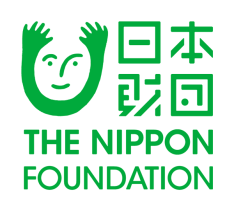 日本
財団
THE NIPPON
FOUNDATION